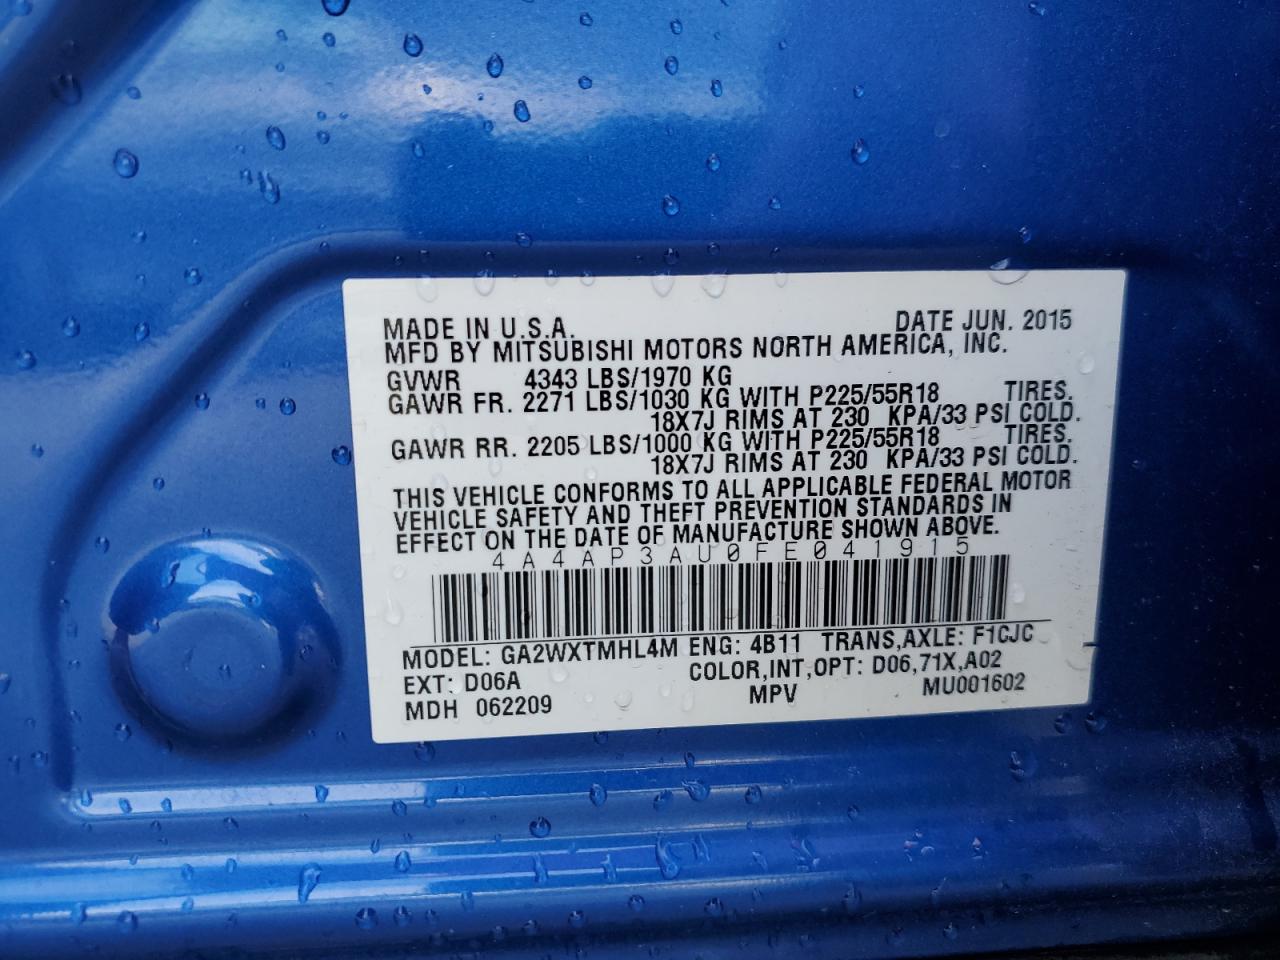 MADE IN U.S.A. DATE JUN. 2015
MFD BY MITSUBISHI MOTORS NORTH AMERICA, INC.
GVWR 4343 LBS/1970 KG
GAWR FR. 2271 LBS/1030 KG WITH P225/55R18 TIRES.
18X7J RIMS AT 230 KPA/33 PSI COLD.
GAWR RR. 2205 LBS/1000 KG WITH P225/55R18 TIRES.
18X7J RIMS AT 230 KPA/33 PSI COLD.
THIS VEHICLE CONFORMS TO ALL APPLICABLE FEDERAL MOTOR
VEHICLE SAFETY AND THEFT PREVENTION STANDARDS IN
EFFECT ON THE DATE OF MANUFACTURE SHOWN ABOVE.
4A4AP3AU0FE041915
MODEL: GA2WXTMHL4M ENG: 4B11 TRANS,AXLE: F1CJC
EXT: D06A COLOR,INT,OPT: D06,71X,A02
MDH 062209 MPV MU001602